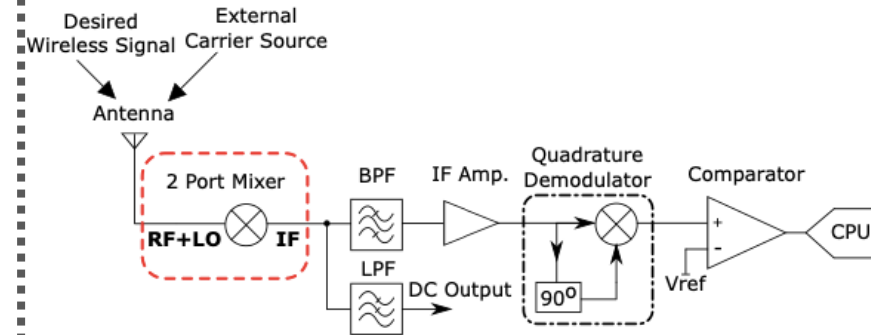 Desired
Wireless Signal
External
Carrier Source
Antenna
2 Port Mixer
RF+LO
IF
BPF
LPF
DC Output
IF Amp.
Quadrature
Demodulator
90o
Comparator
+
-
Vref
CPU